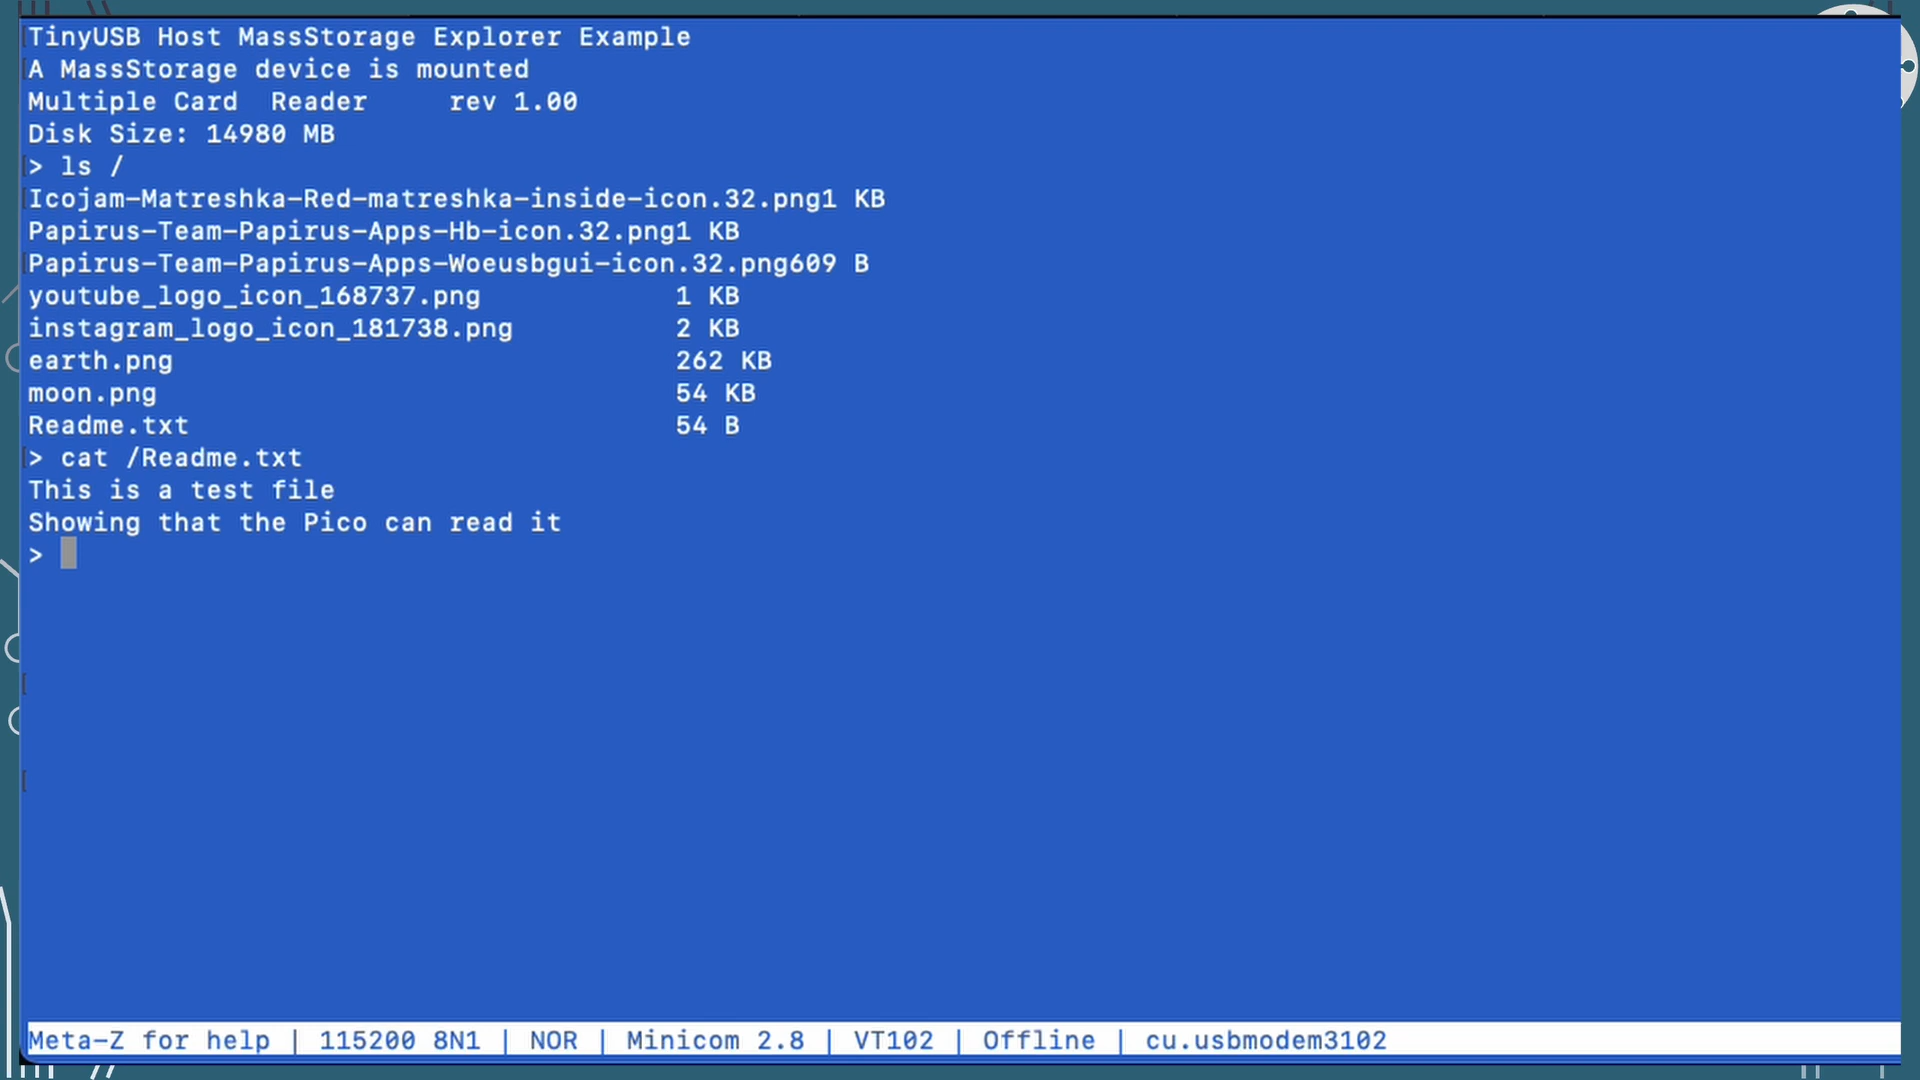 TinyUSB Host MassStorage Explorer Example
A MassStorage device is mounted
Multiple Card  Reader     rev 1.00
Disk Size: 14980 MB
> ls /
Icojam-Matreshka-Red-matreshka-inside-icon.32.png1 KB
Papirus-Team-Papirus-Apps-Hb-icon.32.png1 KB
Papirus-Team-Papirus-Apps-Woeusbgui-icon.32.png609 B
youtube_logo_icon_168737.png            1 KB
instagram_logo_icon_181738.png          2 KB
earth.png                               262 KB
moon.png                                54 KB
Readme.txt                              54 B
> cat /Readme.txt
This is a test file
Showing that the Pico can read it
>
Meta-Z for help | 115200 8N1 | NOR | Minicom 2.8 | VT102 | Offline | cu.usbmodem3102